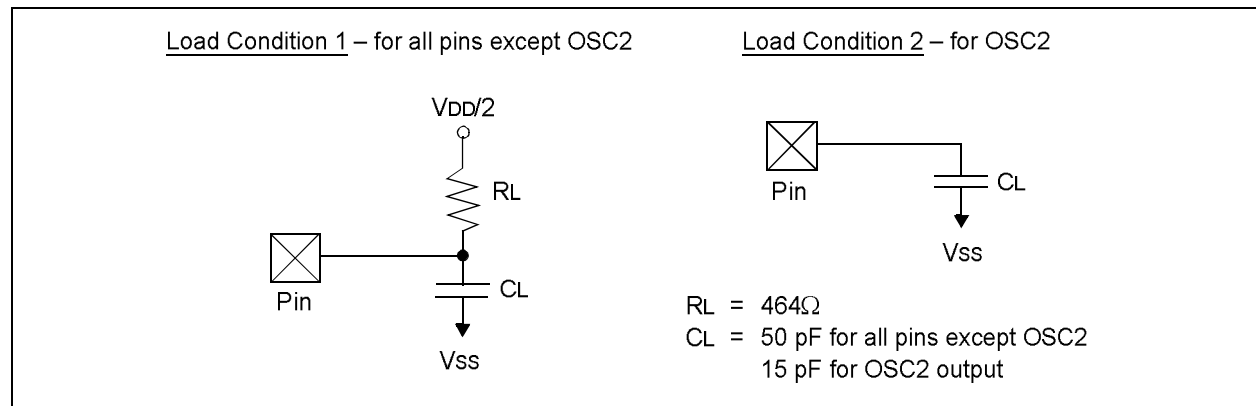 Load Condition 1 – for all pins except OSC2
VDD/2
RL
Pin
CL
VSS
Load Condition 2 – for OSC2
Pin
CL
VSS
RL = 464Ω
CL = 50 pF for all pins except OSC2
15 pF for OSC2 output